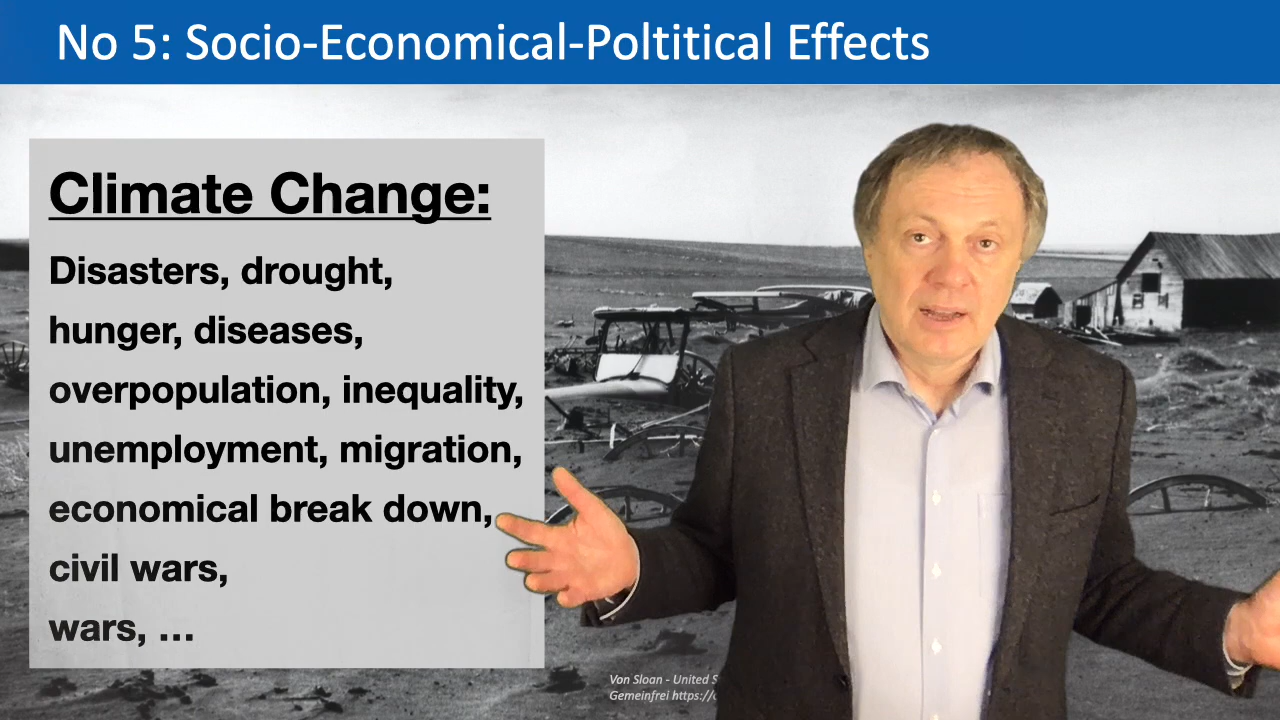 No 5: Socio-Economical-Poltitical Effects
Climate Change:
Disasters, drought,
hunger, diseases,
overpopulation, inequality,
unemployment, migration,
economical break down,
civil wars,
wars, …
Von Sloan - United
Gemeinfrei